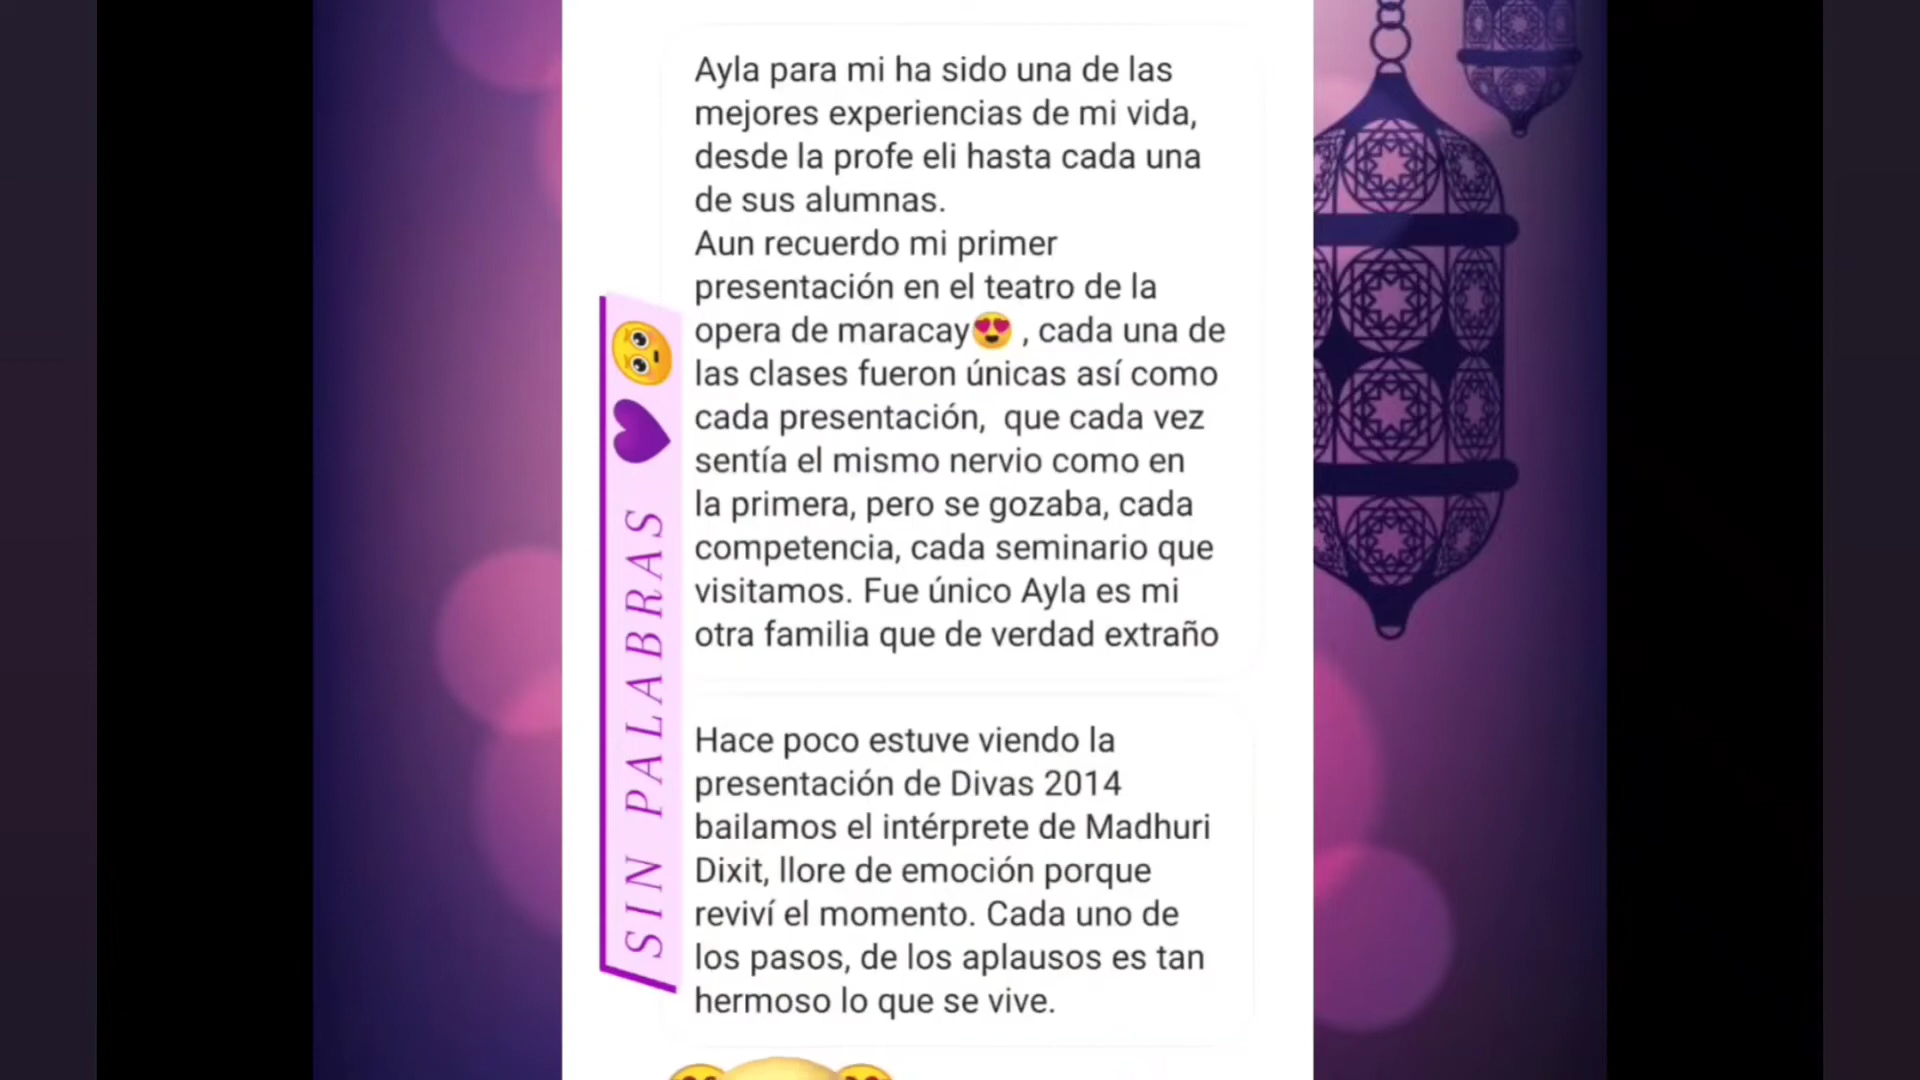 Ayla para mi ha sido una de las
mejores experiencias de mi vida,
desde la profe eli hasta cada una
de sus alumnas.
Aun recuerdo mi primer
presentación en el teatro de la
opera de maracay😍 , cada una de
las clases fueron únicas así como
cada presentación,  que cada vez
sentía el mismo nervio como en
la primera, pero se gozaba, cada
competencia, cada seminario que
visitamos. Fue único Ayla es mi
otra familia que de verdad extraño
Hace poco estuve viendo la
presentación de Divas 2014
bailamos el intérprete de Madhuri
Dixit, llore de emoción porque
reviví el momento. Cada uno de
los pasos, de los aplausos es tan
hermoso lo que se vive.
SIN PALABRAS 💜 🥺